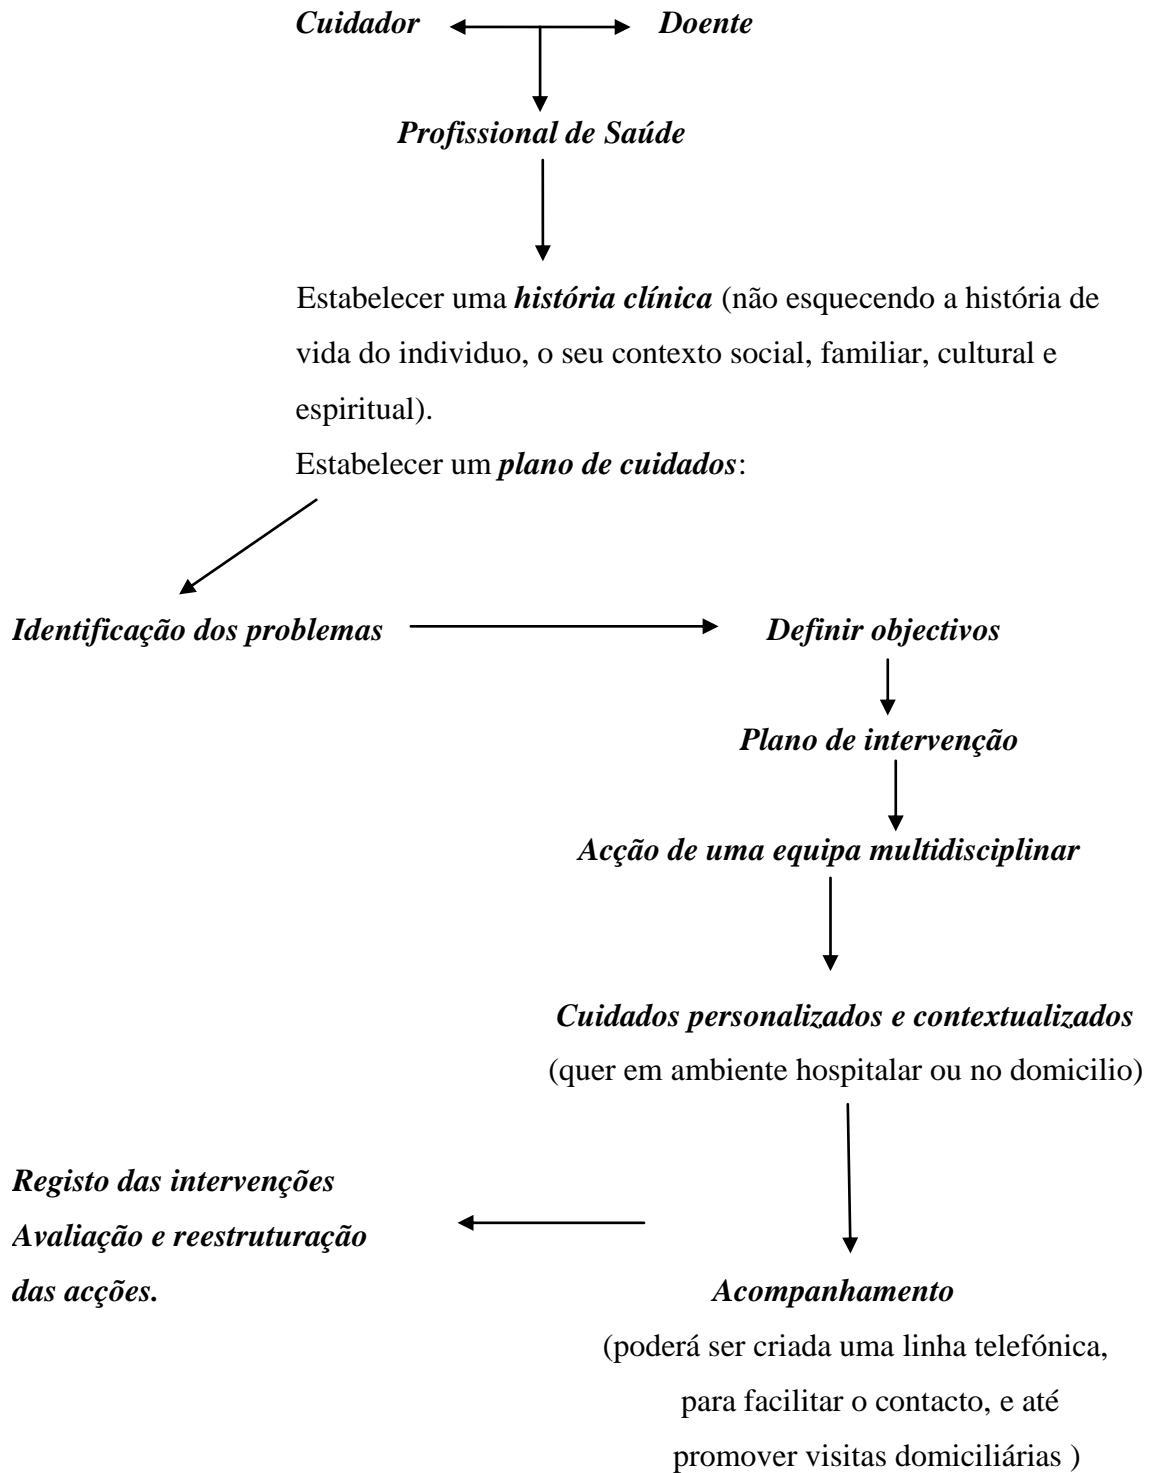 Cuidador Doente
Profissional de Saúde
Estabelecer uma história clínica (não esquecendo a história de
vida do individuo, o seu contexto social, familiar, cultural e
espiritual).
Estabelecer um plano de cuidados:
Identificação dos problemas Definir objectivos
Plano de intervenção
Acção de uma equipa multidisciplinar
Cuidados personalizados e contextualizados
(quer em ambiente hospitalar ou no domicilio)
Registo das intervenções
Avaliação e reestruturação
das acções.
Acompanhamento
(poderá ser criada uma linha telefónica,
para facilitar o contacto, e até
promover visitas domiciliárias )